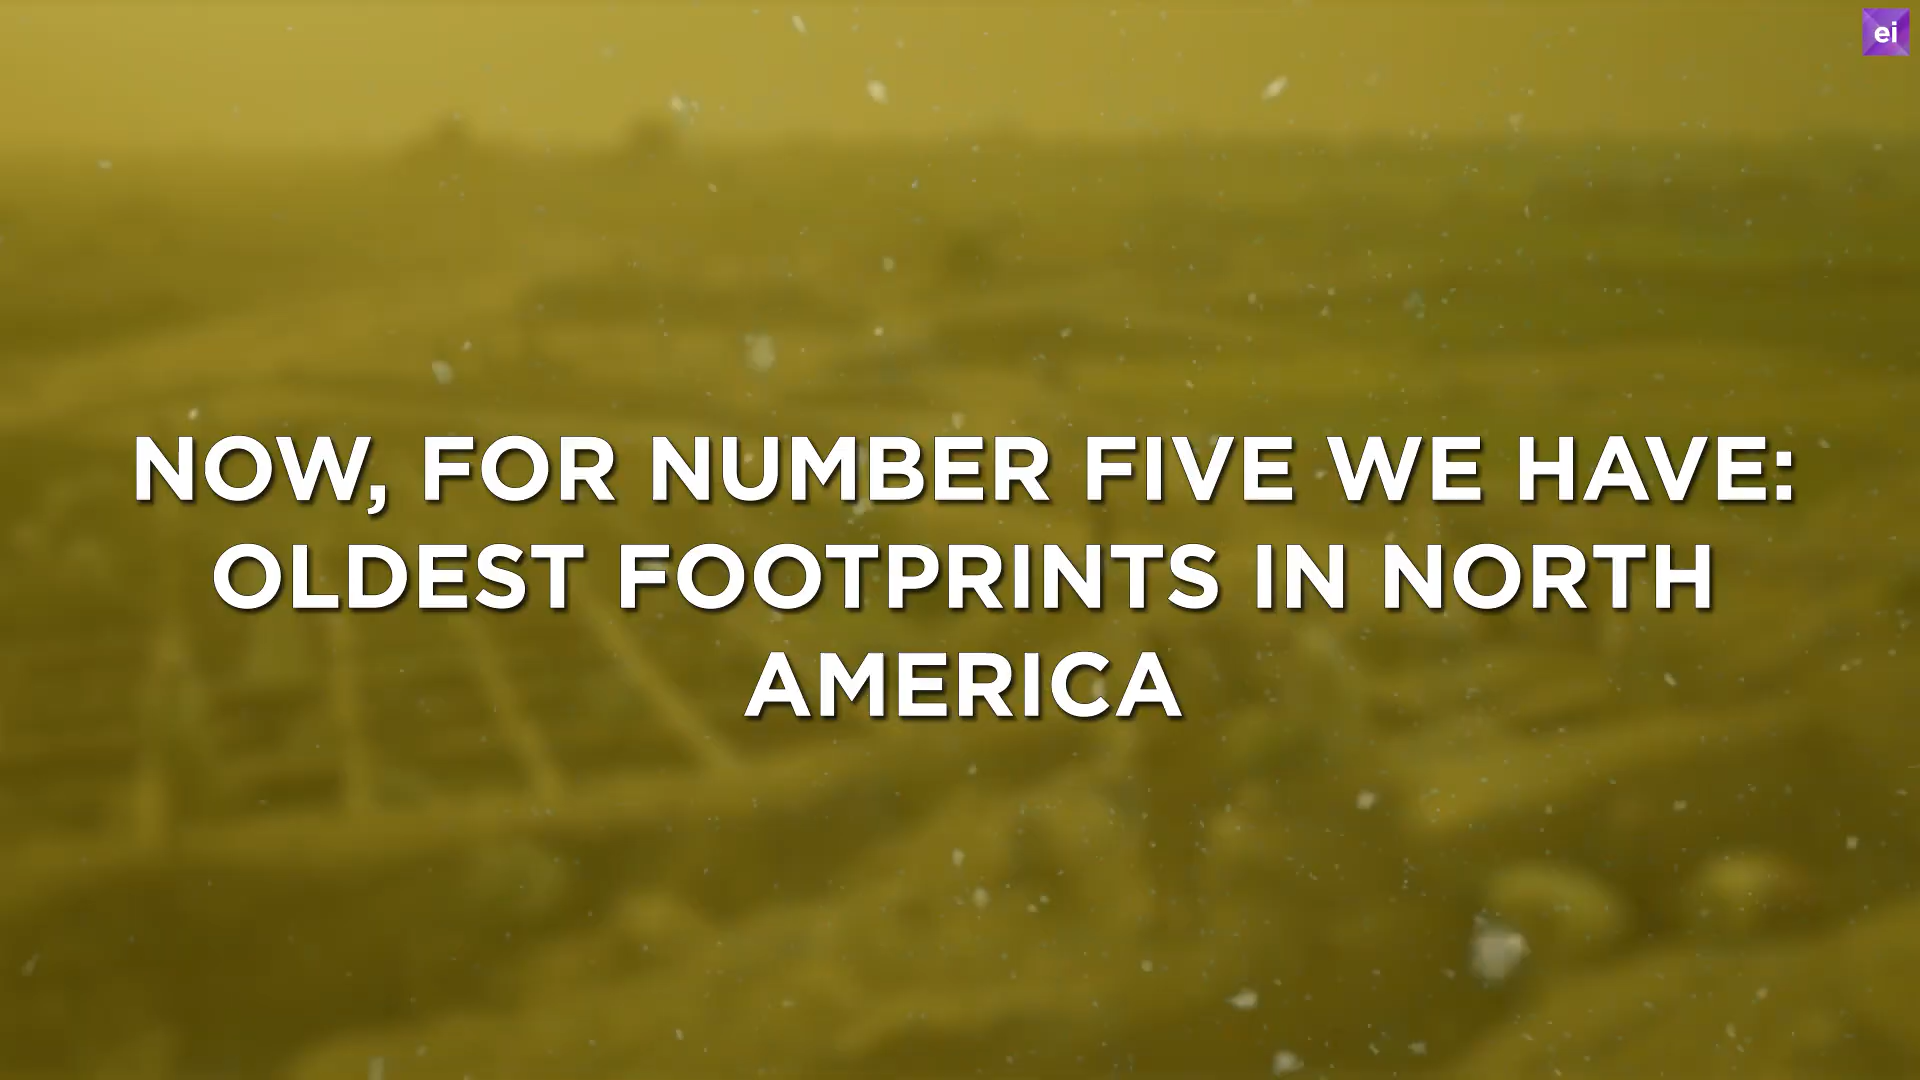 ei
NOW, FOR NUMBER FIVE WE HAVE:
OLDEST FOOTPRINTS IN NORTH
AMERICA